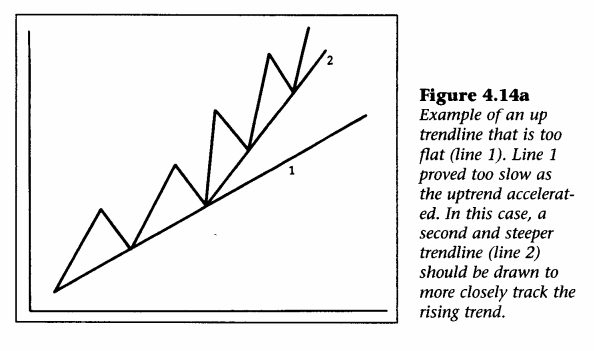 2
1
Figure 4.14a
Example of an up
trendline that is too
flat (line 1). Line 1
proved too slow as
the uptrend accelerat-
ed. In this case, a
second and steeper
trendline (line 2)
should be drawn to
more closely track the
rising trend.